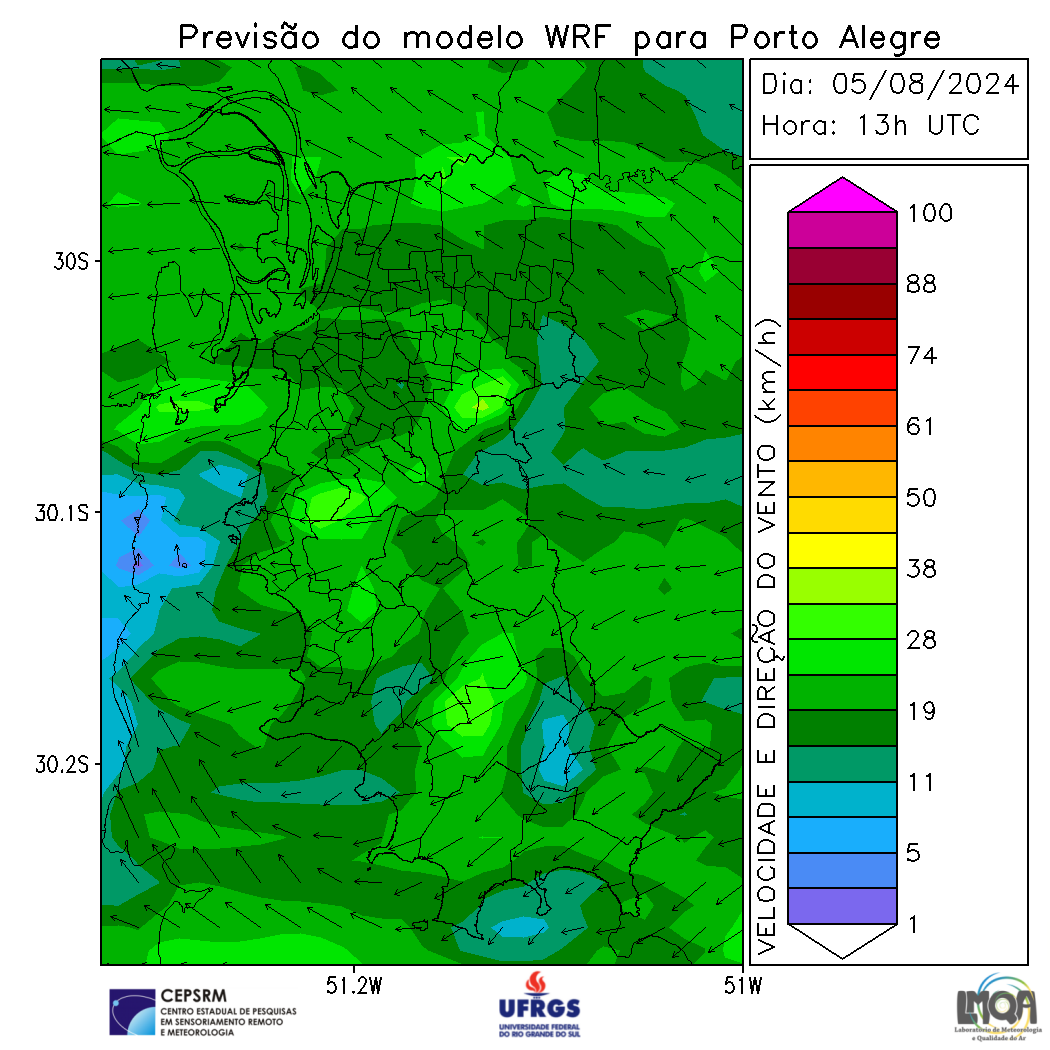 Previsão do modelo WRF para Porto Alegre
Dia: 05/08/2024
Hora: 13h UTC
30S
30.1S
30.2S
51.2W
51W
VELOCIDADE E DIREÇÃO DO VENTO (km/h)
100
88
74
61
50
38
28
19
11
5
1
CEPSRM
CENTRO ESTADUAL DE PESQUISAS
EM SENSORIAMENTO REMOTO
E METEOROLOGIA
UFRGS
UNIVERSIDADE FEDERAL
DO RIO GRANDE DO SUL
LMQA
Laboratório de Meteorologia
e Qualidade do Ar